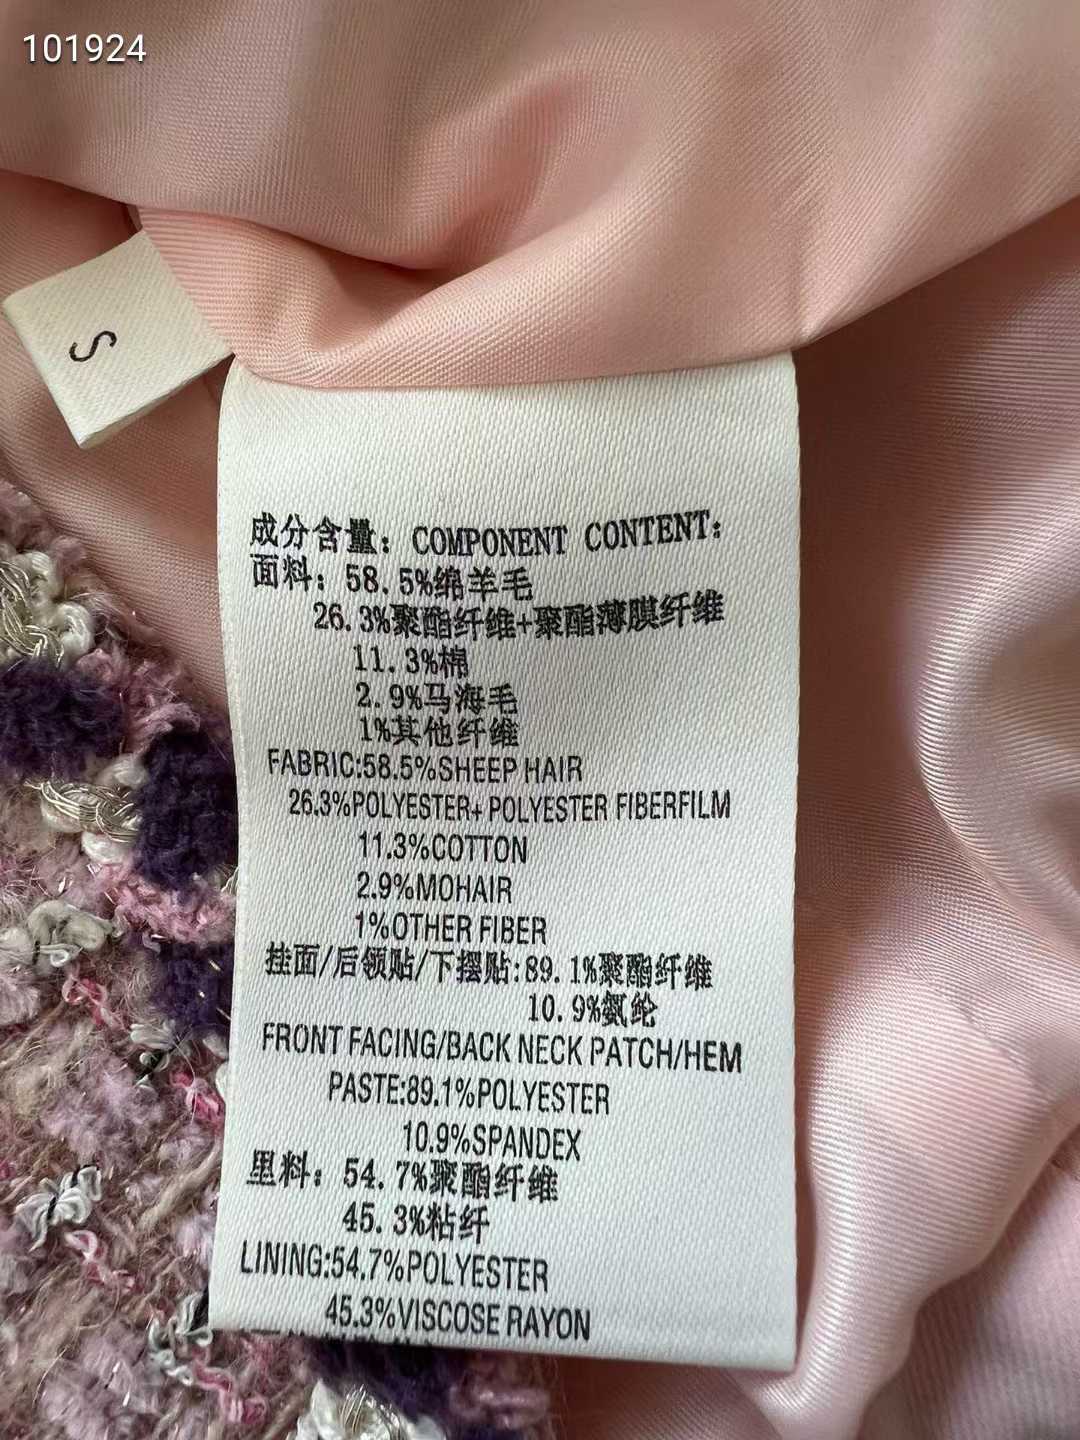 101924
S
成分含量：COMPONENT CONTENT:
面料：58.5%绵羊毛
26.3%聚酯纤维+聚酯薄膜纤维
11.3%棉
2.9%马海毛
1%其他纤维
FABRIC:58.5%SHEEP HAIR
26.3%POLYESTER+ POLYESTER FIBERFILM
11.3%COTTON
2.9%MOHAIR
1%OTHER FIBER
挂面/后领贴/下摆贴:89.1%聚酯纤维
10.9%氨纶
FRONT FACING/BACK NECK PATCH/HEM
PASTE:89.1%POLYESTER
10.9%SPANDEX
里料：54.7%聚酯纤维
45.3%粘纤
LINING:54.7%POLYESTER
45.3%VISCOSE RAYON